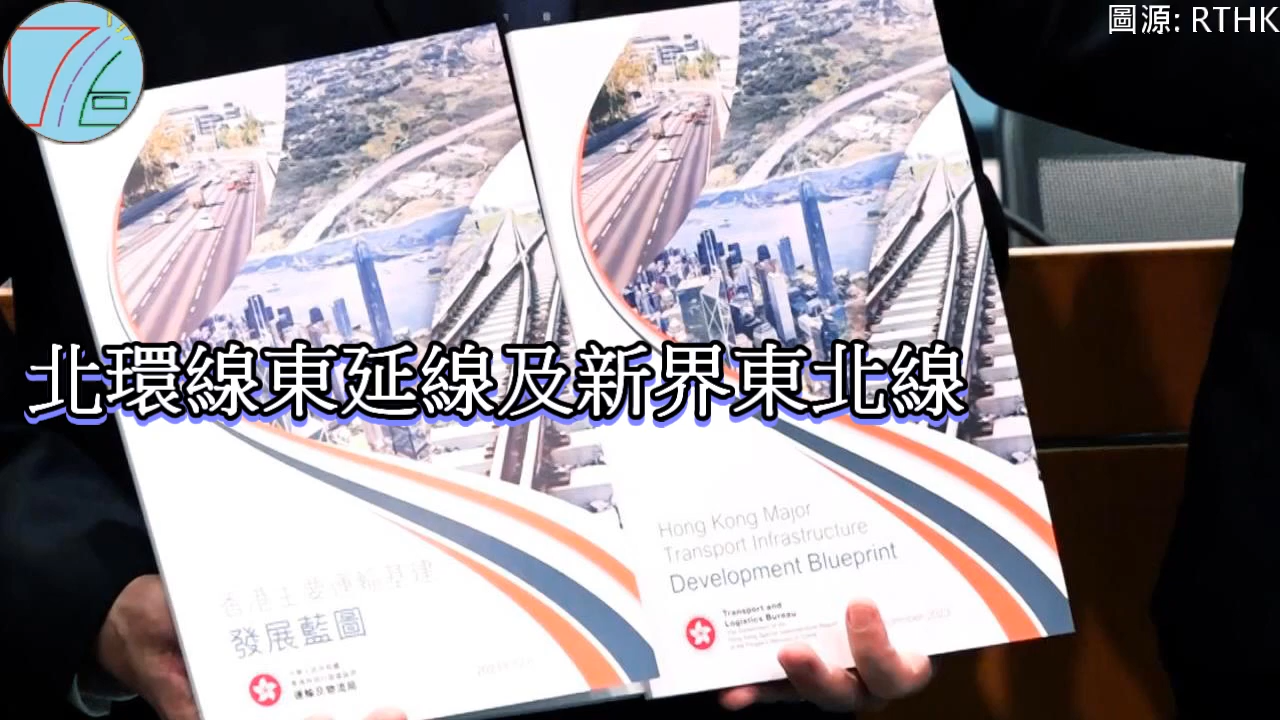 圖源: RTHK
北環線東延線及新界東北線
香港主要運輸基建
發展藍圖
運輸及物流局
Hong Kong Major
Transport Infrastructure
Development Blueprint
Transport and
Logistics Bureau